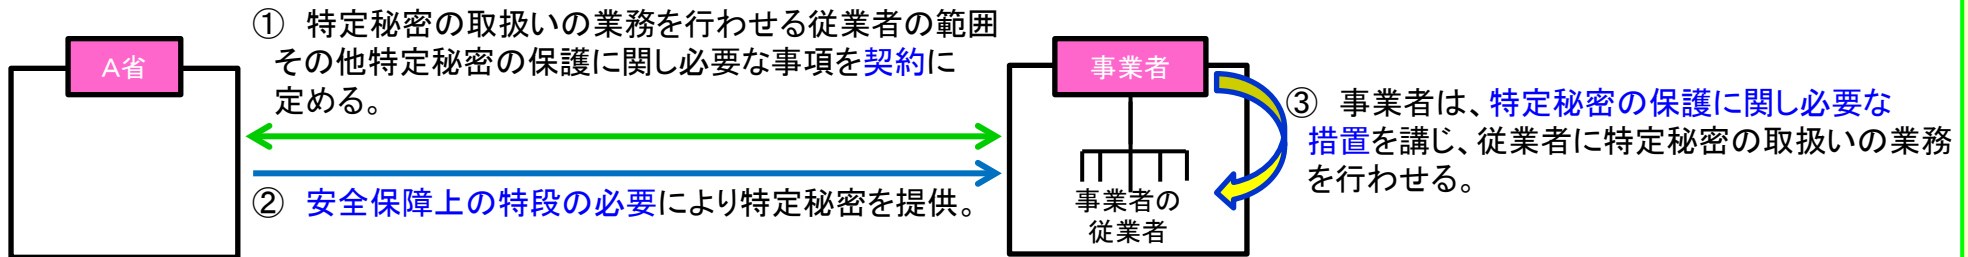 A省
① 特定秘密の取扱いの業務を行わせる従業者の範囲
その他特定秘密の保護に関し必要な事項を契約に
定める。
② 安全保障上の特段の必要により特定秘密を提供。
事業者
事業者の
従業者
③ 事業者は、特定秘密の保護に関し必要な
措置を講じ、従業者に特定秘密の取扱いの業務
を行わせる。